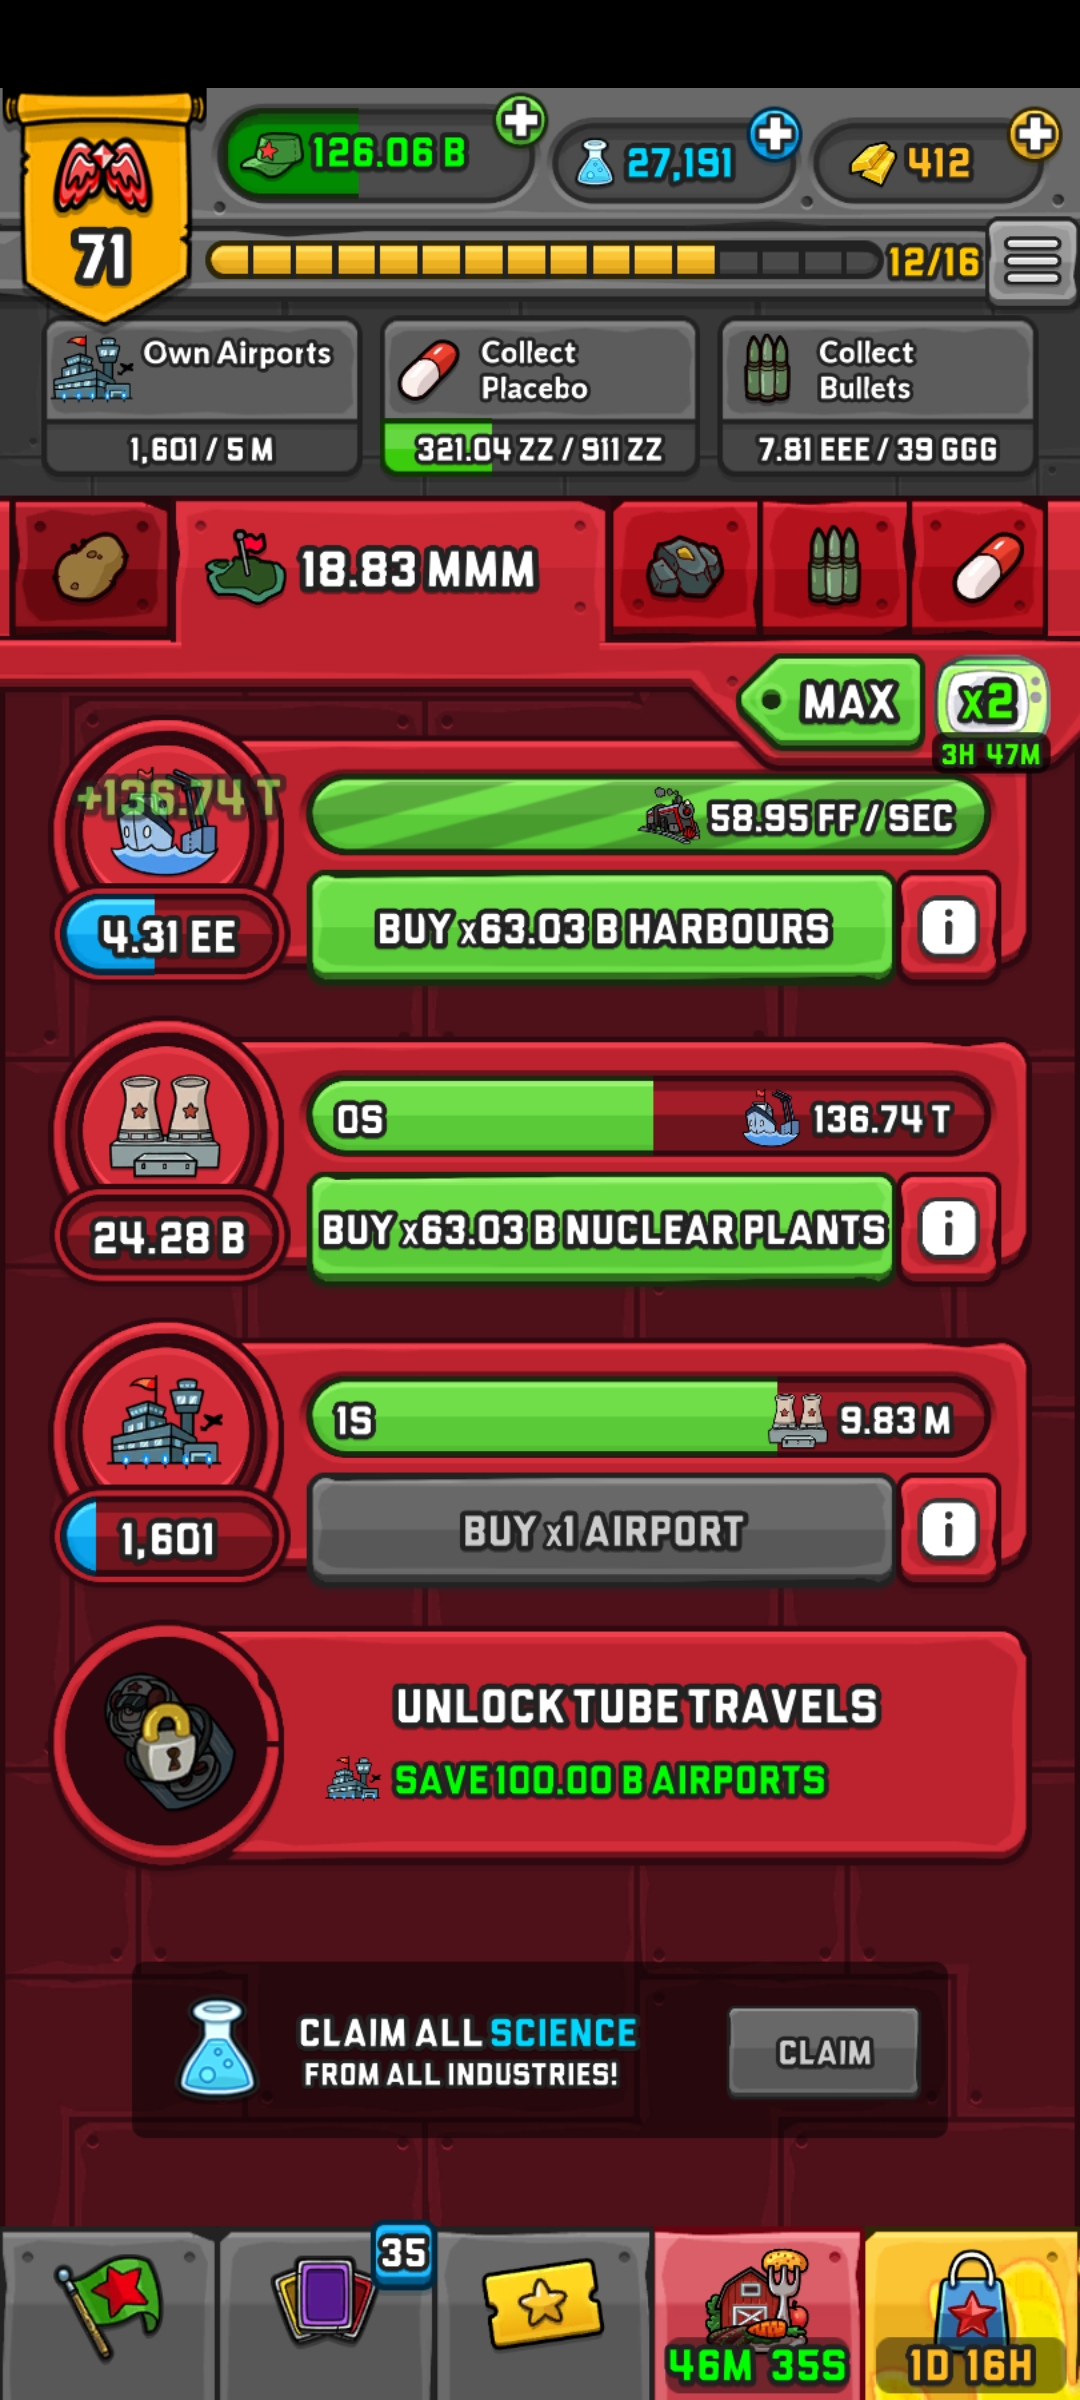 126.06 B
27,191
412
71
12/16
Own Airports
1,601 / 5 M
Collect
Placebo
321.04 ZZ / 911 ZZ
Collect
Bullets
7.81 EEE / 39 GGG
18.83 MMM
MAX
x2
3H 47M
+136.74 T
58.95 FF / SEC
4.31 EE
BUY x63.03 B HARBOURS
i
0S
136.74 T
24.28 B
BUY x63.03 B NUCLEAR PLANTS
i
1S
9.83 M
1,601
BUY x1 AIRPORT
i
UNLOCK TUBE TRAVELS
SAVE 100.00 B AIRPORTS
CLAIM ALL SCIENCE
FROM ALL INDUSTRIES!
CLAIM
35
46M 35S
1D 16H